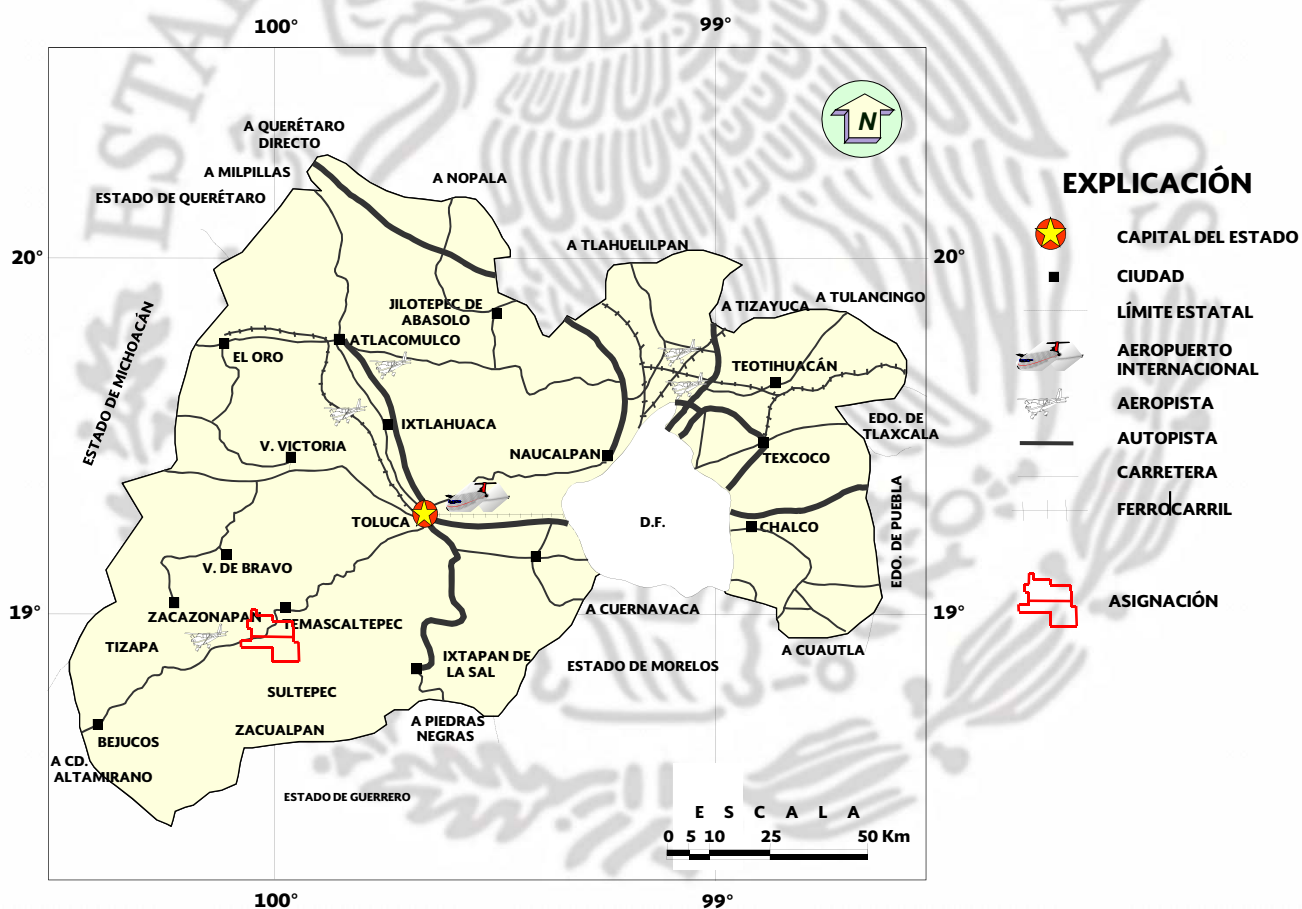 100°
99°
A QUERÉTARO
DIRECTO
A MILPILLAS
A NOPALA
ESTADO DE QUERÉTARO
N
EXPLICACIÓN
CAPITAL DEL ESTADO
CIUDAD
LÍMITE ESTATAL
AEROPUERTO
INTERNACIONAL
AEROPISTA
AUTOPISTA
CARRETERA
FERROCARRIL
ASIGNACIÓN
20°
A TLAHUELILPAN
20°
JILOTEPEC DE
ABASOLO
A TIZAYUCA
A TULANCINGO
ATLACOMULCO
EL ORO
TEOTIHUACÁN
ESTADO DE MICHOACÁN
IXTLAHUACA
EDO. DE
TLAXCALA
V. VICTORIA
NAUCALPAN
TEXCOCO
TOLUCA
D.F.
CHALCO
EDO. DE PUEBLA
V. DE BRAVO
19°
ZACAZONAPAN
TEMASCALTEPEC
A CUERNAVACA
19°
TIZAPA
IXTAPAN DE
LA SAL
ESTADO DE MORELOS
A CUAUTLA
SULTEPEC
ZACUALPAN
A PIEDRAS
NEGRAS
BEJUCOS
A CD.
ALTAMIRANO
ESTADO DE GUERRERO
E S C A L A
0 5 10 25 50 Km
100°
99°